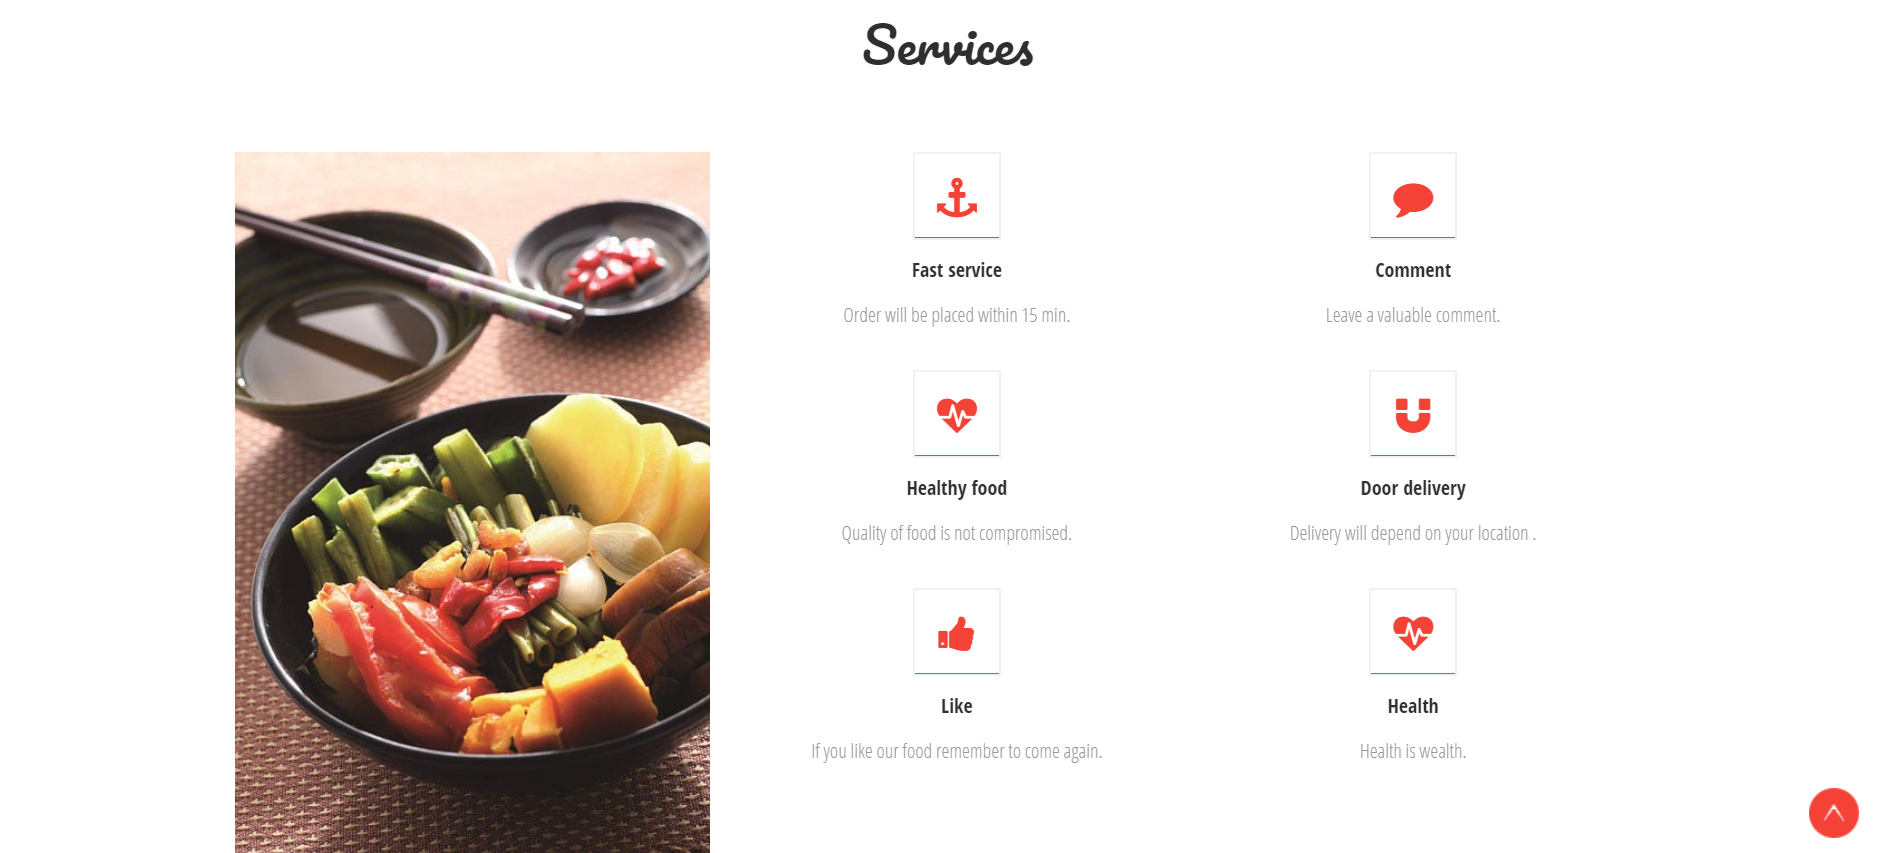 Services
Fast service
Order will be placed within 15 min.
Comment
Leave a valuable comment.
Healthy food
Quality of food is not compromised.
Door delivery
Delivery will depend on your location .
Like
If you like our food remember to come again.
Health
Health is wealth.